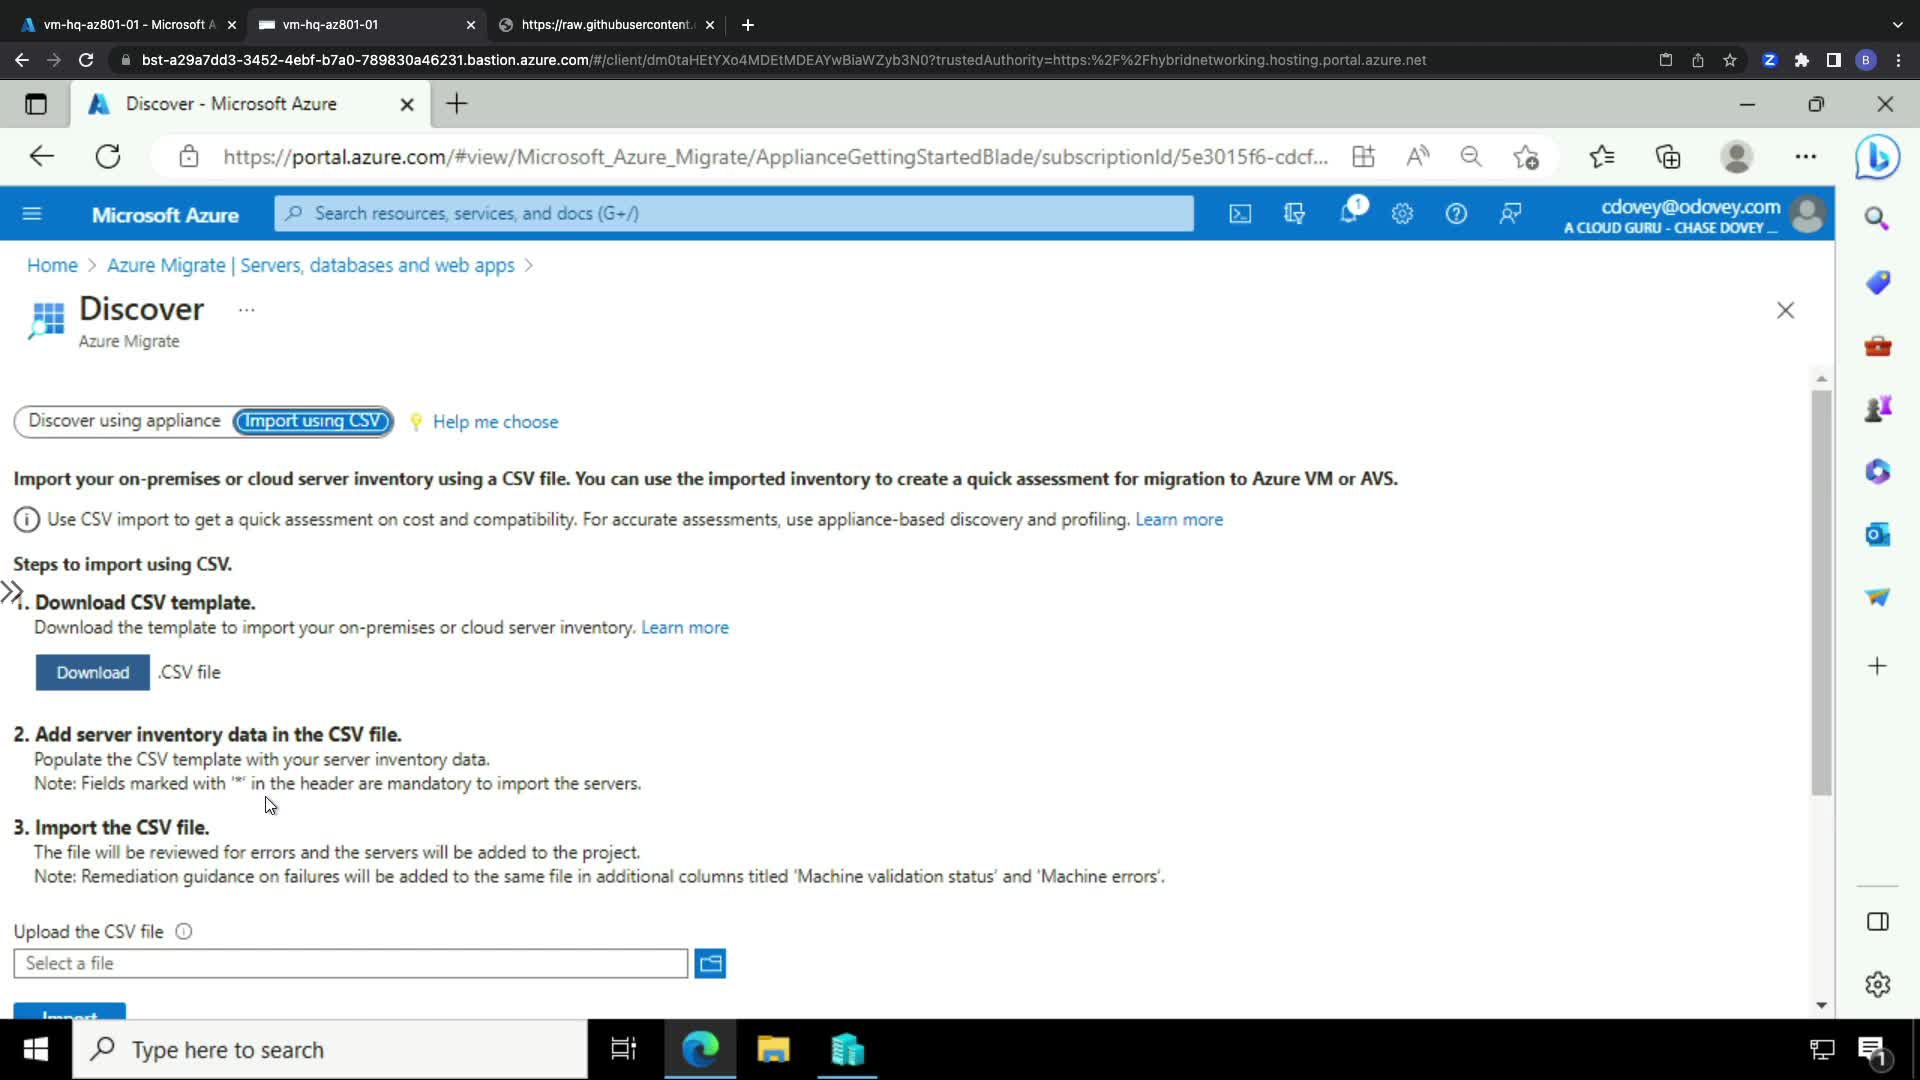 vm-hq-az801-01 - Microsoft A
vm-hq-az801-01
https://raw.githubusercontent.
bst-a29a7dd3-3452-4ebf-b7a0-789830a46231.bastion.azure.com/#/client/dm0taHEtYXo4MDEtMDEAYwBiaWZyb3N0?trustedAuthority=https:%2F%2Fhybridnetworking.hosting.portal.azure.net
B
Discover - Microsoft Azure
https://portal.azure.com/#view/Microsoft_Azure_Migrate/ApplianceGettingStartedBlade/subscriptionId/5e3015f6-cdcf...
Microsoft Azure
Search resources, services, and docs (G+/)
1
cdovey@odovey.com
A CLOUD GURU - CHASE DOVEY ...
Home > Azure Migrate | Servers, databases and web apps >
Discover ...
Azure Migrate
Discover using appliance
Import using CSV
Help me choose
Import your on-premises or cloud server inventory using a CSV file. You can use the imported inventory to create a quick assessment for migration to Azure VM or AVS.
Use CSV import to get a quick assessment on cost and compatibility. For accurate assessments, use appliance-based discovery and profiling. Learn more
Steps to import using CSV.
1. Download CSV template.
Download the template to import your on-premises or cloud server inventory. Learn more
Download .CSV file
2. Add server inventory data in the CSV file.
Populate the CSV template with your server inventory data.
Note: Fields marked with '*' in the header are mandatory to import the servers.
3. Import the CSV file.
The file will be reviewed for errors and the servers will be added to the project.
Note: Remediation guidance on failures will be added to the same file in additional columns titled 'Machine validation status' and 'Machine errors'.
Upload the CSV file
Select a file
Import
Type here to search
1